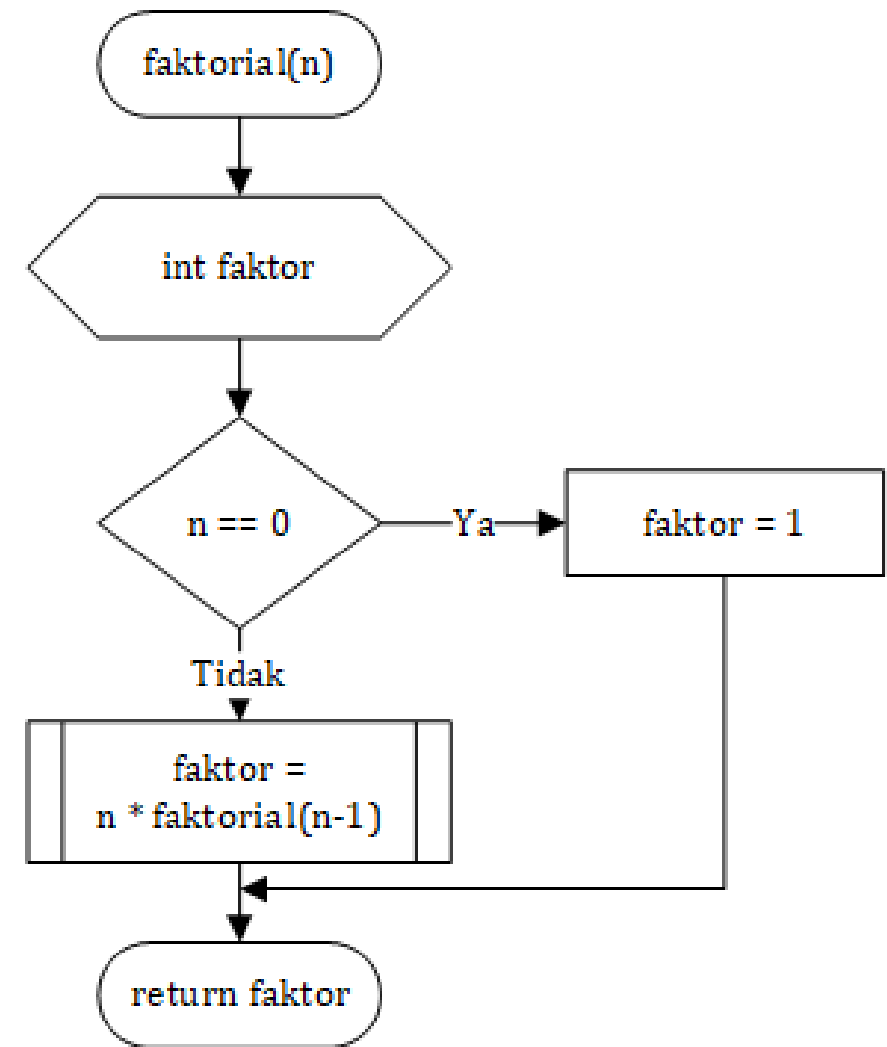 faktorial(n)
int faktor
n == 0
Ya
faktor = 1
Tidak
faktor =
n * faktorial(n-1)
return faktor